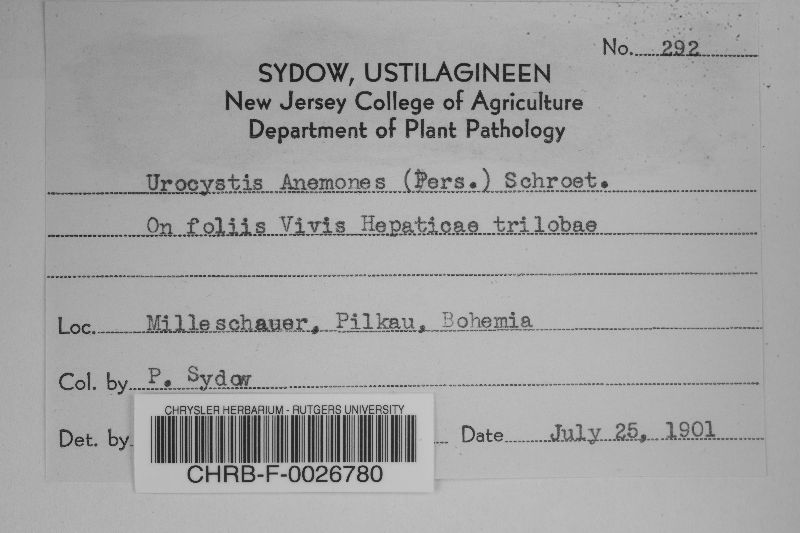 No. 292
SYDOW, USTILAGINEEN
New Jersey College of Agriculture
Department of Plant Pathology
Urocystis Anemones (Pers.) Schroet.
On foliis Vivis Hepaticae trilobae
Loc. Milleschauer, Pilkau, Bohemia
Col. by P. Sydow
Det. by
Date July 25, 1901
CHRYSLER HERBARIUM - RUTGERS UNIVERSITY
CHRB-F-0026780